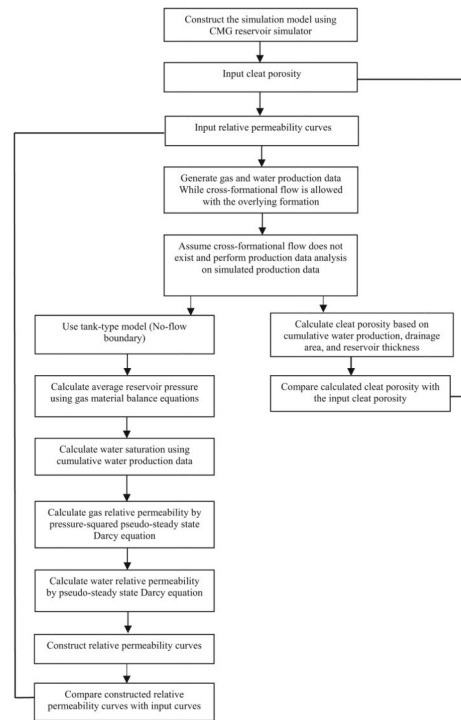 Construct the simulation model using
CMG reservoir simulator
Input cleat porosity
Input relative permeability curves
Generate gas and water production data
While cross-formational flow is allowed
with the overlying formation
Assume cross-formational flow does not
exist and perform production data analysis
on simulated production data
Use tank-type model (No-flow
boundary)
Calculate average reservoir pressure
using gas material balance equations
Calculate water saturation using
cumulative water production data
Calculate gas relative permeability by
pressure-squared pseudo-steady state
Darcy equation
Calculate water relative permeability
by pseudo-steady state Darcy equation
Construct relative permeability curves
Compare constructed relative
permeability curves with input curves
Calculate cleat porosity based on
cumulative water production, drainage
area, and reservoir thickness
Compare calculated cleat porosity with
the input cleat porosity